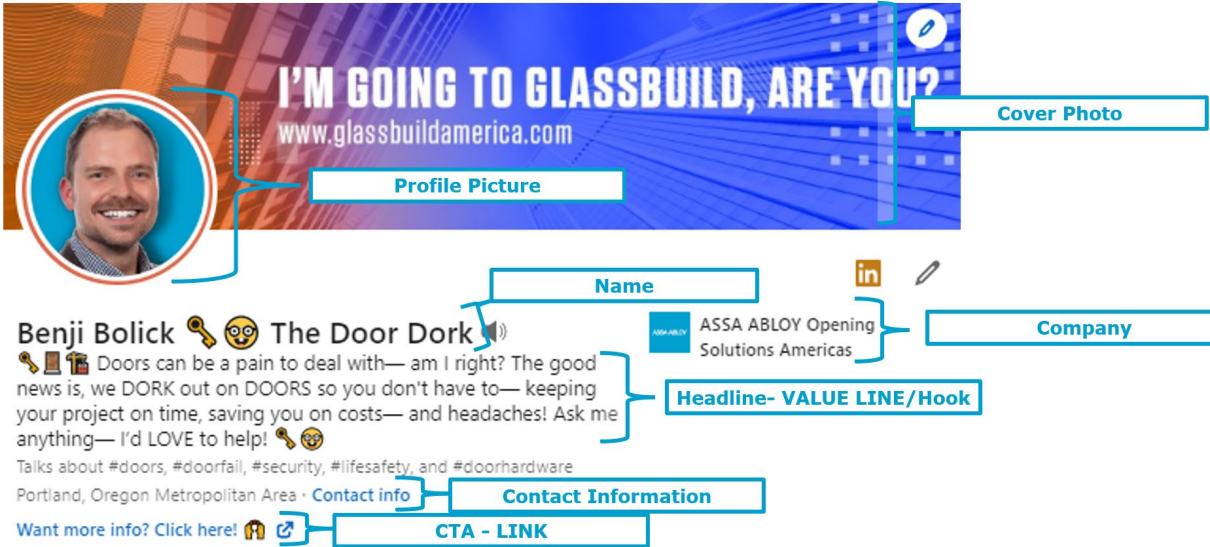 I'M GOING TO GLASSBUILD, ARE YOU?
www.glassbuildamerica.com
Cover Photo
Profile Picture
Name
in
Benji Bolick 🔑 🤓 The Door Dork
ASSA ABLOY
ASSA ABLOY Opening
Solutions Americas
Company
🔑🚪🏗 Doors can be a pain to deal with— am I right? The good
news is, we DORK out on DOORS so you don't have to— keeping
your project on time, saving you on costs— and headaches! Ask me
anything— I'd LOVE to help! 🔑🤓
Headline- VALUE LINE/Hook
Talks about #doors, #doorfail, #security, #lifesafety, and #doorhardware
Portland, Oregon Metropolitan Area · Contact info
Contact Information
Want more info? Click here! 🙌
CTA - LINK